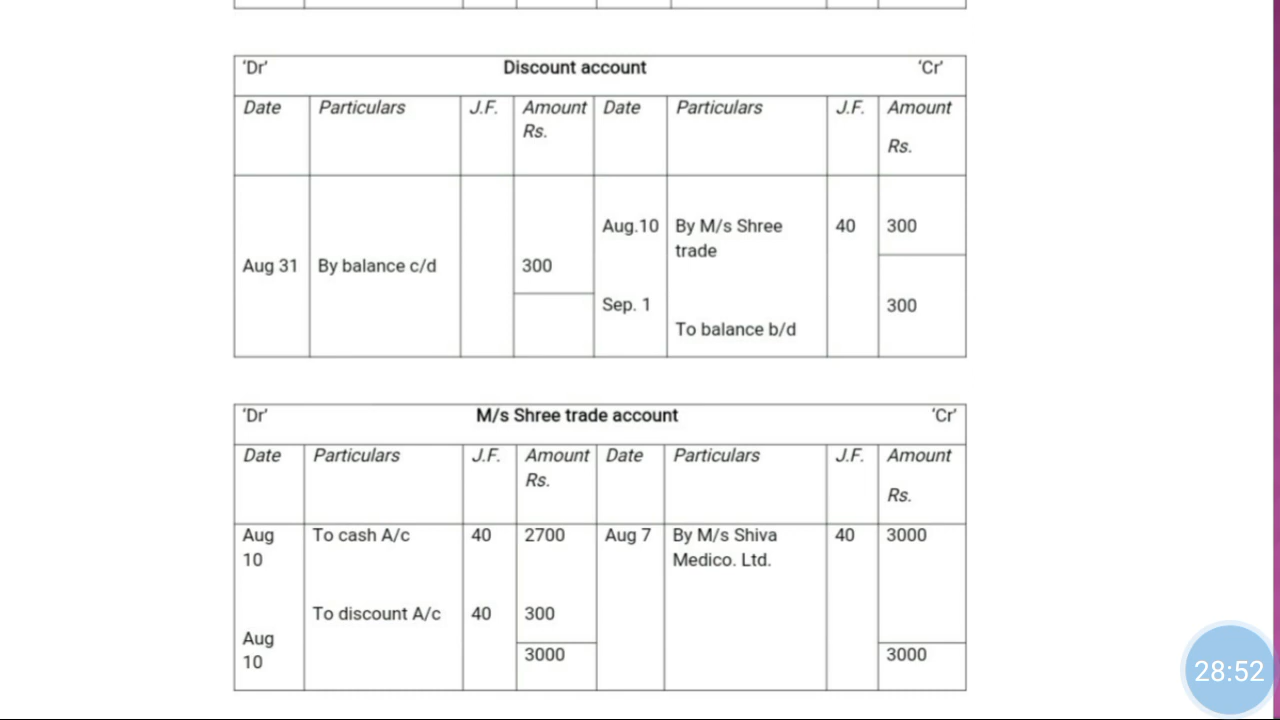 'Dr' Discount account 'Cr'
Date Particulars J.F. Amount Date Particulars J.F. Amount
Rs.
Rs.
Aug.10 By M/s Shree 40 300
trade
Aug 31 By balance c/d 300
Sep. 1 300
To balance b/d
'Dr' M/s Shree trade account 'Cr'
Date Particulars J.F. Amount Date Particulars J.F. Amount
Rs.
Rs.
Aug To cash A/c 40 2700 Aug 7 By M/s Shiva 40 3000
10 Medico. Ltd.
To discount A/c 40 300
Aug
10 3000 3000
28:52